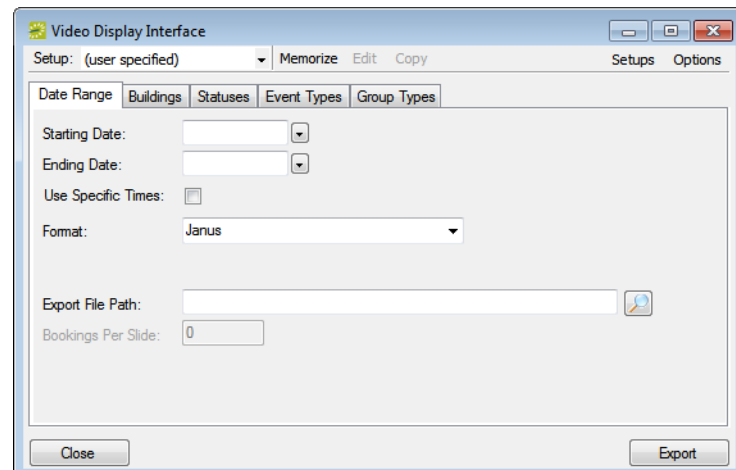 Video Display Interface
Setup: (user specified) Memorize Edit Copy Setups Options
Date Range Buildings Statuses Event Types Group Types
Starting Date:
Ending Date:
Use Specific Times:
Format: Janus
Export File Path:
Bookings Per Slide: 0
Close Export